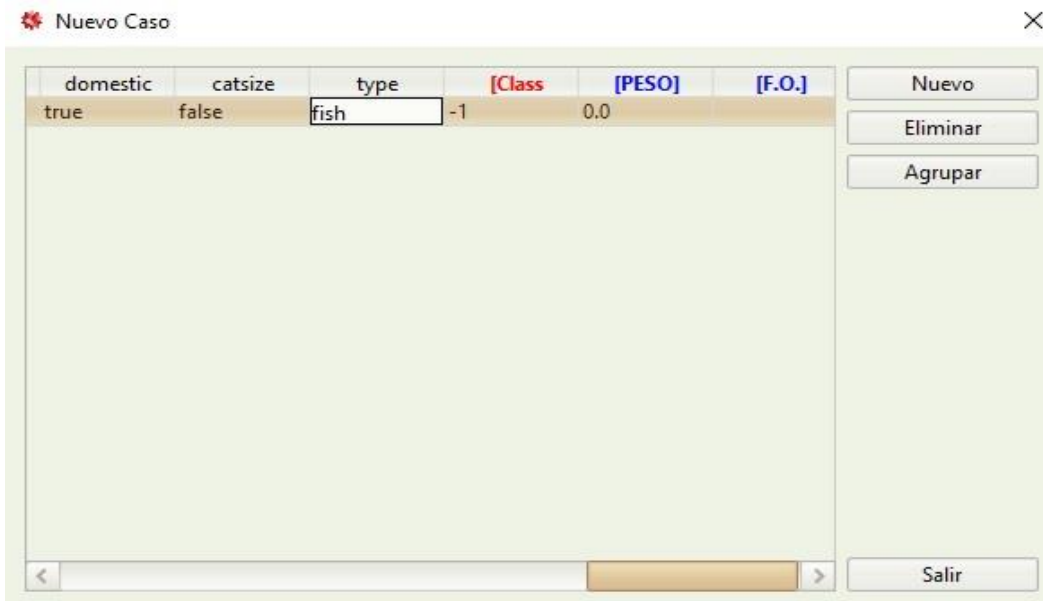 Nuevo Caso
domestic catsize type [Class [PESO] [F.O.] Nuevo
true false fish -1 0.0
Eliminar
Agrupar
Salir